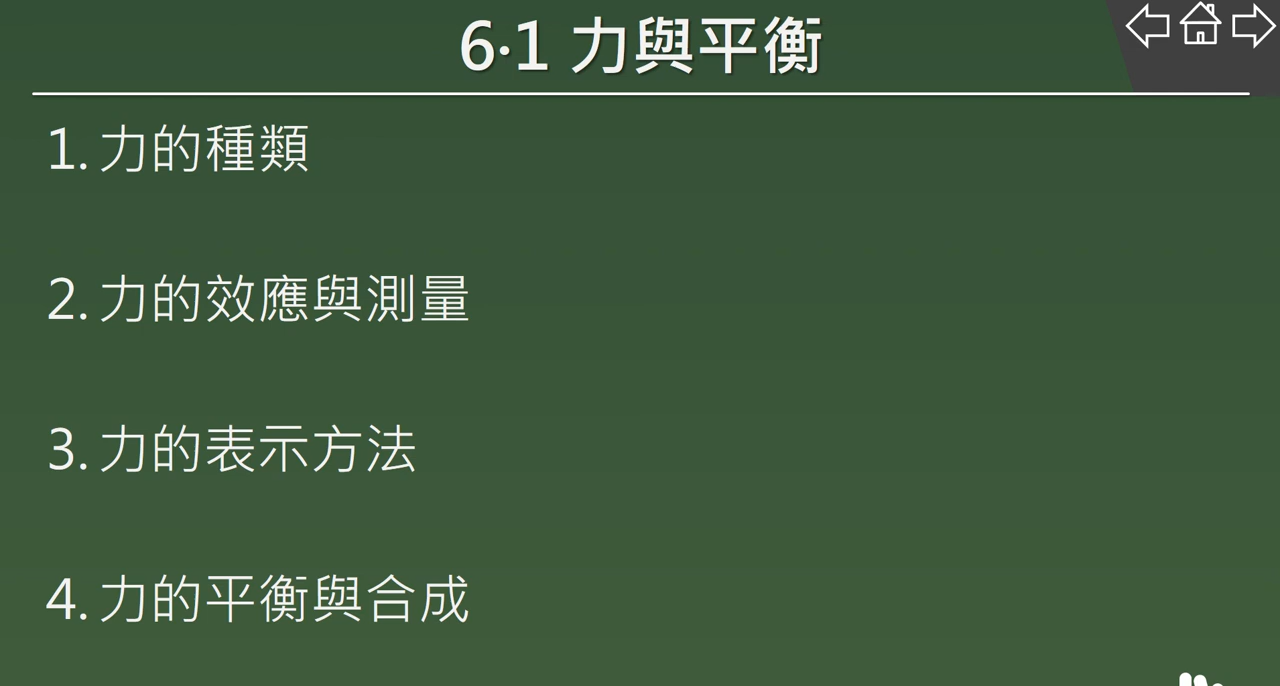 6·1 力與平衡
1. 力的種類
2. 力的效應與測量
3. 力的表示方法
4. 力的平衡與合成